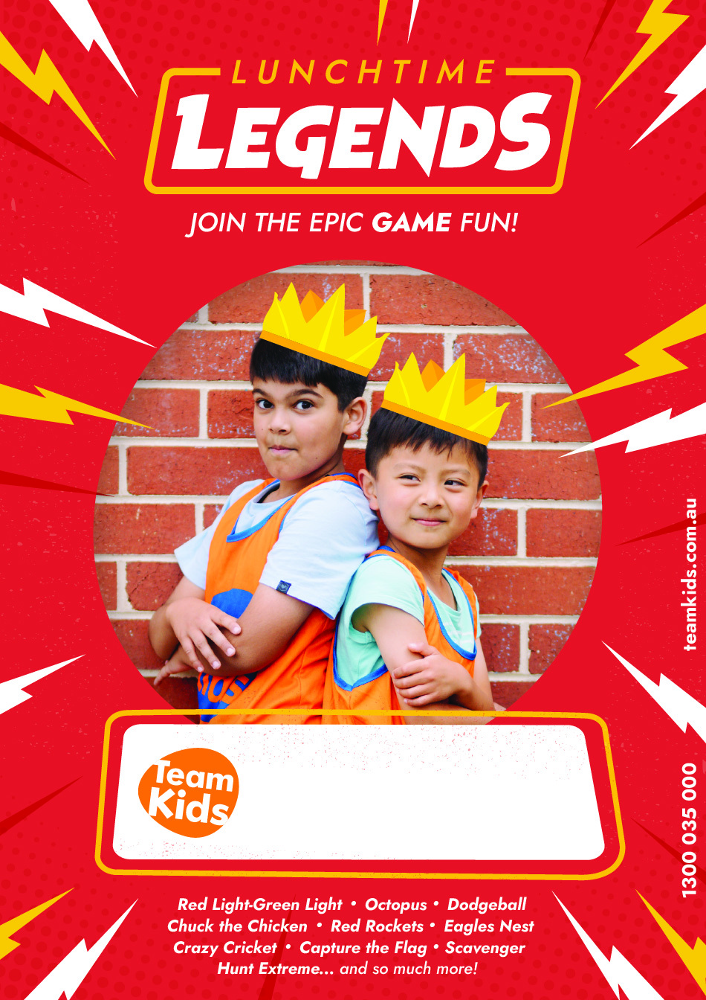 LUNCHTIME
LEGENDS
JOIN THE EPIC GAME FUN!
teamkids.com.au
Team
Kids
1300 035 000
Red Light-Green Light • Octopus • Dodgeball
Chuck the Chicken • Red Rockets • Eagles Nest
Crazy Cricket • Capture the Flag • Scavenger
Hunt Extreme... and so much more!